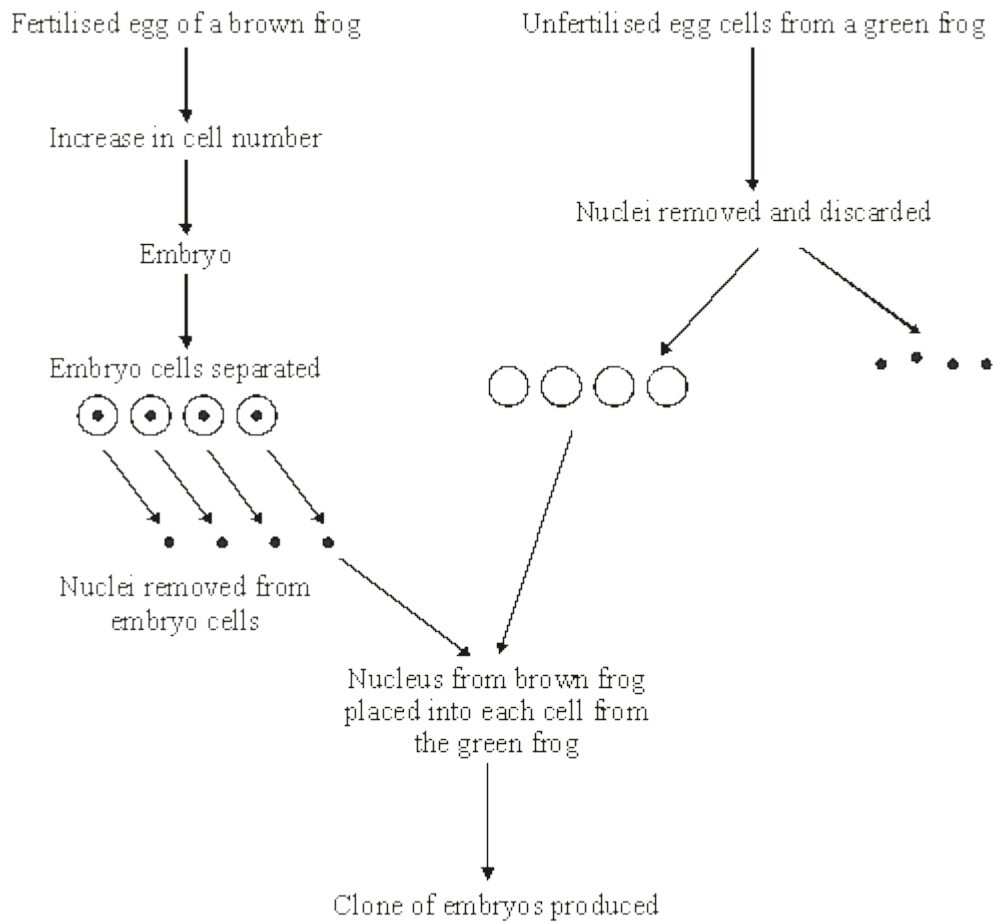 Fertilised egg of a brown frog
Increase in cell number
Embryo
Embryo cells separated
Nuclei removed from
embryo cells
Unfertilised egg cells from a green frog
Nuclei removed and discarded
Nucleus from brown frog
placed into each cell from
the green frog
Clone of embryos produced